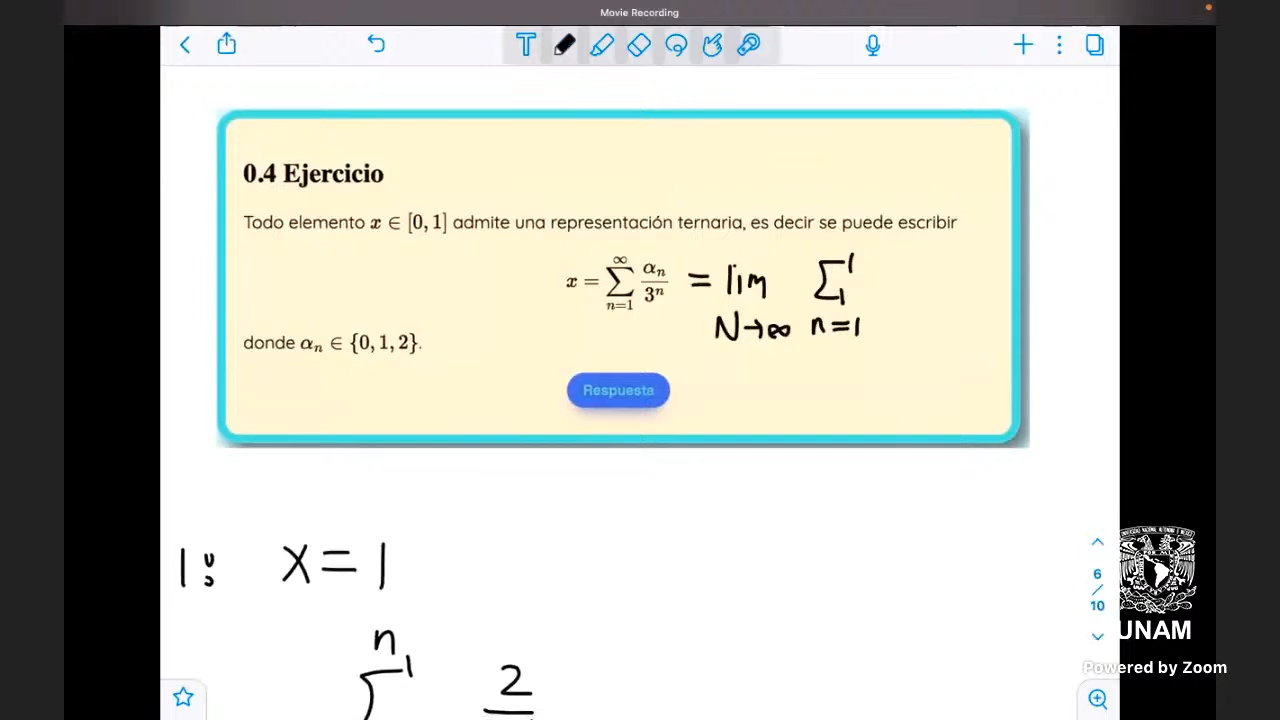 Movie Recording
0.4 Ejercicio
Todo elemento x ∈ [0, 1] admite una representación ternaria, es decir se puede escribir
x = ∑_{n=1}^{∞} α_n / 3^n = lim_{N→∞} ∑_{n=1}
donde α_n ∈ {0, 1, 2}.
Respuesta
1: x = 1
n
∑ 2
6
/
10
UNAM
Powered by Zoom